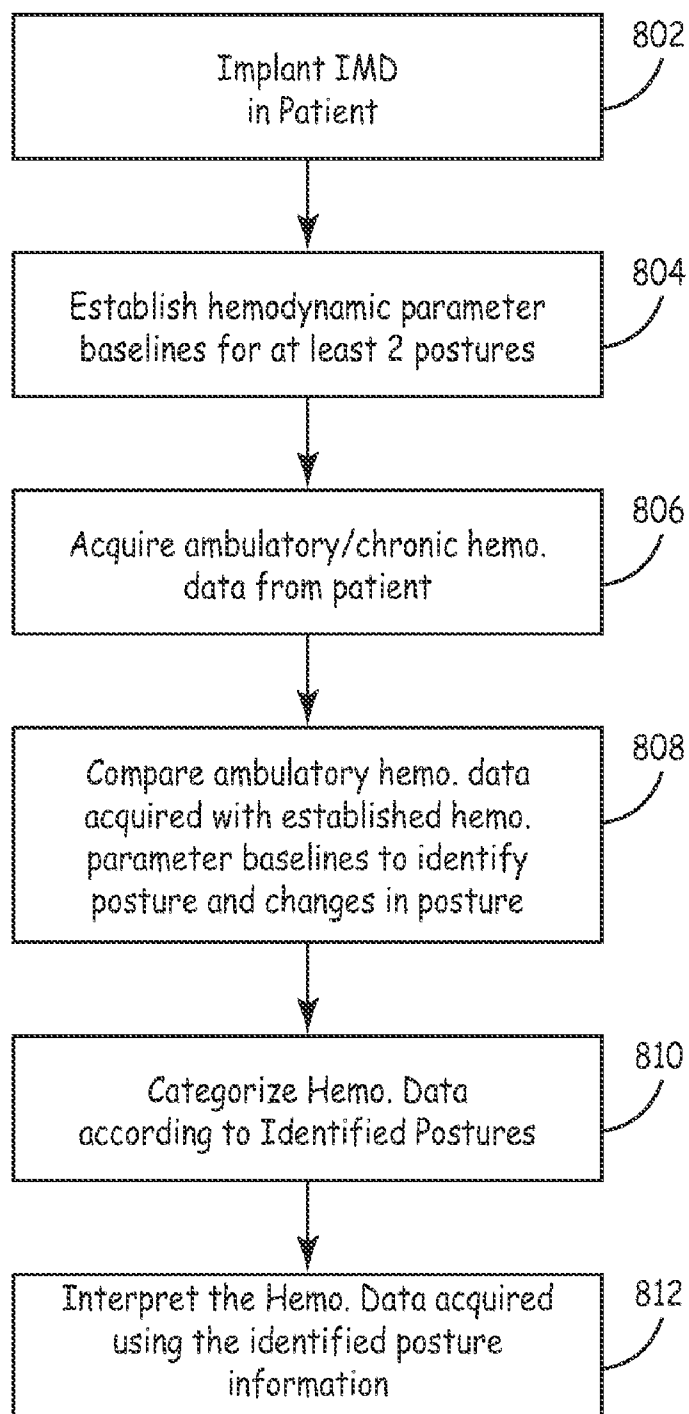 802
Implant IMD
in Patient
804
Establish hemodynamic parameter
baselines for at least 2 postures
806
Acquire ambulatory/chronic hemo.
data from patient
808
Compare ambulatory hemo. data
acquired with established hemo.
parameter baselines to identify
posture and changes in posture
810
Categorize Hemo. Data
according to Identified Postures
812
Interpret the Hemo. Data acquired
using the identified posture
information